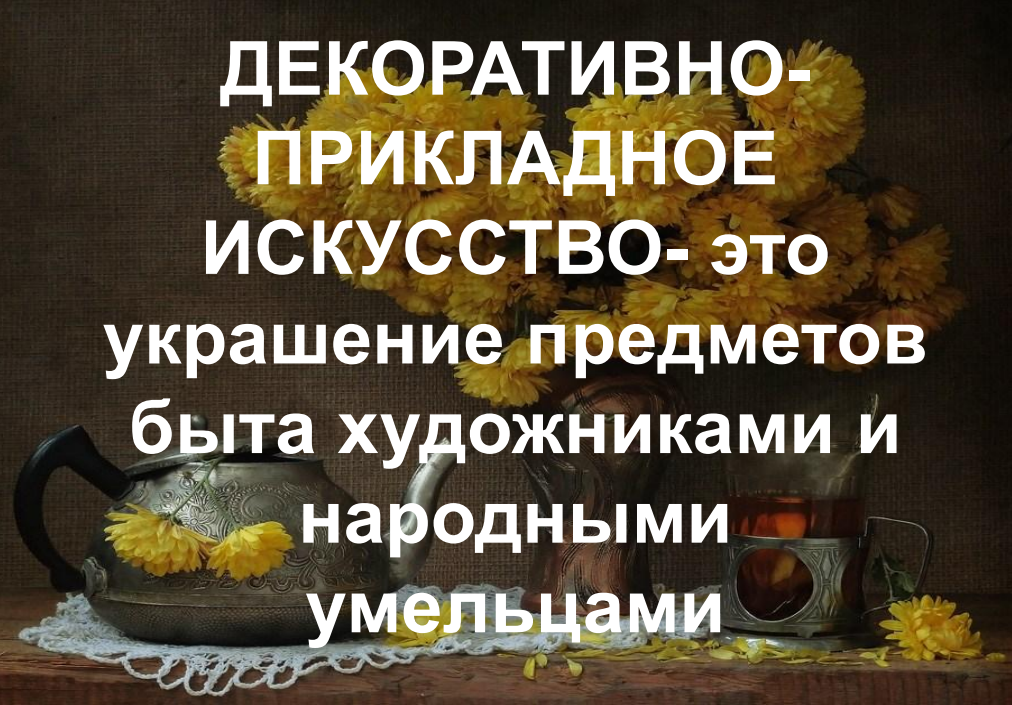 ДЕКОРАТИВНО-
ПРИКЛАДНОЕ
ИСКУССТВО- это
украшение предметов
быта художниками и
народными
умельцами